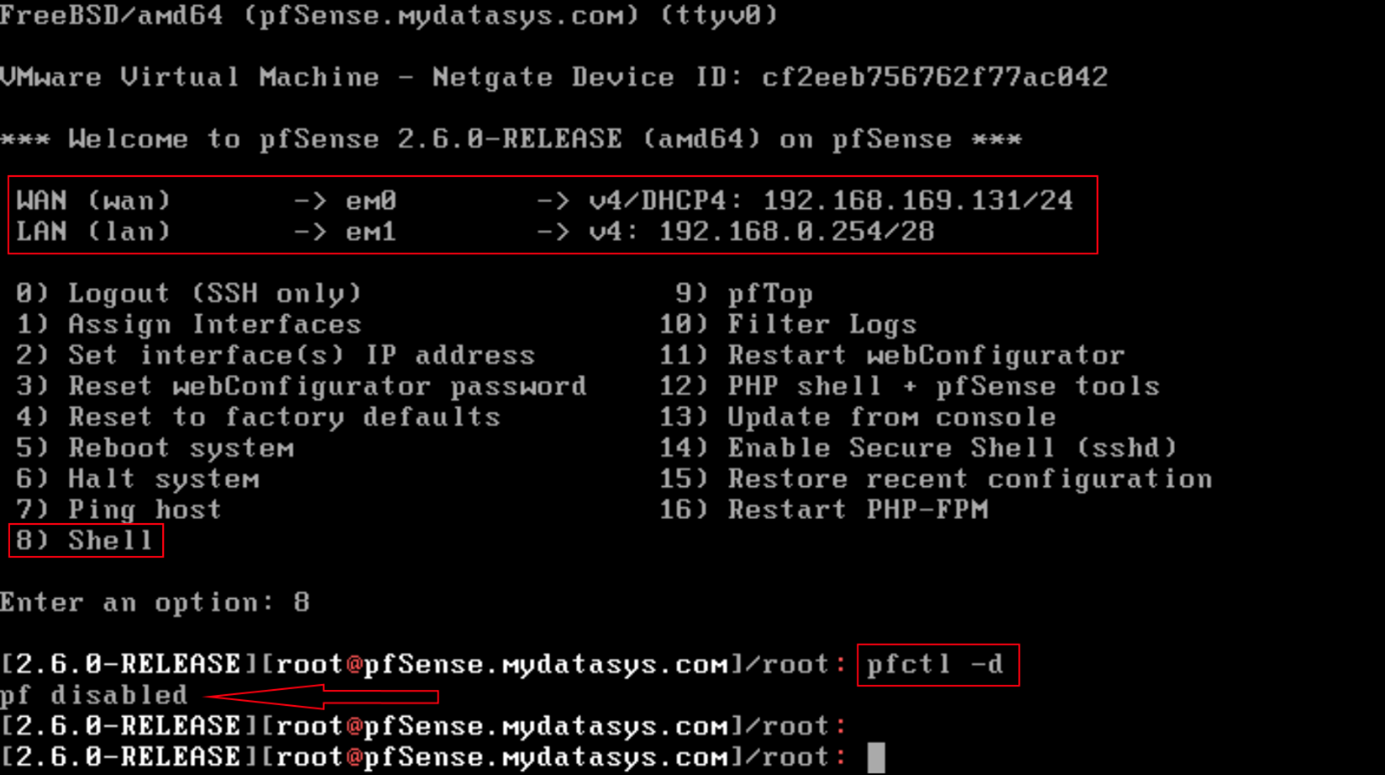 FreeBSD/amd64 (pfSense.mydatasys.com) (ttyv0)
VMware Virtual Machine - Netgate Device ID: cf2eeb756762f77ac042
*** Welcome to pfSense 2.6.0-RELEASE (amd64) on pfSense ***
WAN (wan) -> em0 -> v4/DHCP4: 192.168.169.131/24
LAN (lan) -> em1 -> v4: 192.168.0.254/28
0) Logout (SSH only) 9) pfTop
1) Assign Interfaces 10) Filter Logs
2) Set interface(s) IP address 11) Restart webConfigurator
3) Reset webConfigurator password 12) PHP shell + pfSense tools
4) Reset to factory defaults 13) Update from console
5) Reboot system 14) Enable Secure Shell (sshd)
6) Halt system 15) Restore recent configuration
7) Ping host 16) Restart PHP-FPM
8) Shell
Enter an option: 8
[2.6.0-RELEASE][root@pfSense.mydatasys.com]/root: pfctl -d
pf disabled
[2.6.0-RELEASE][root@pfSense.mydatasys.com]/root:
[2.6.0-RELEASE][root@pfSense.mydatasys.com]/root: